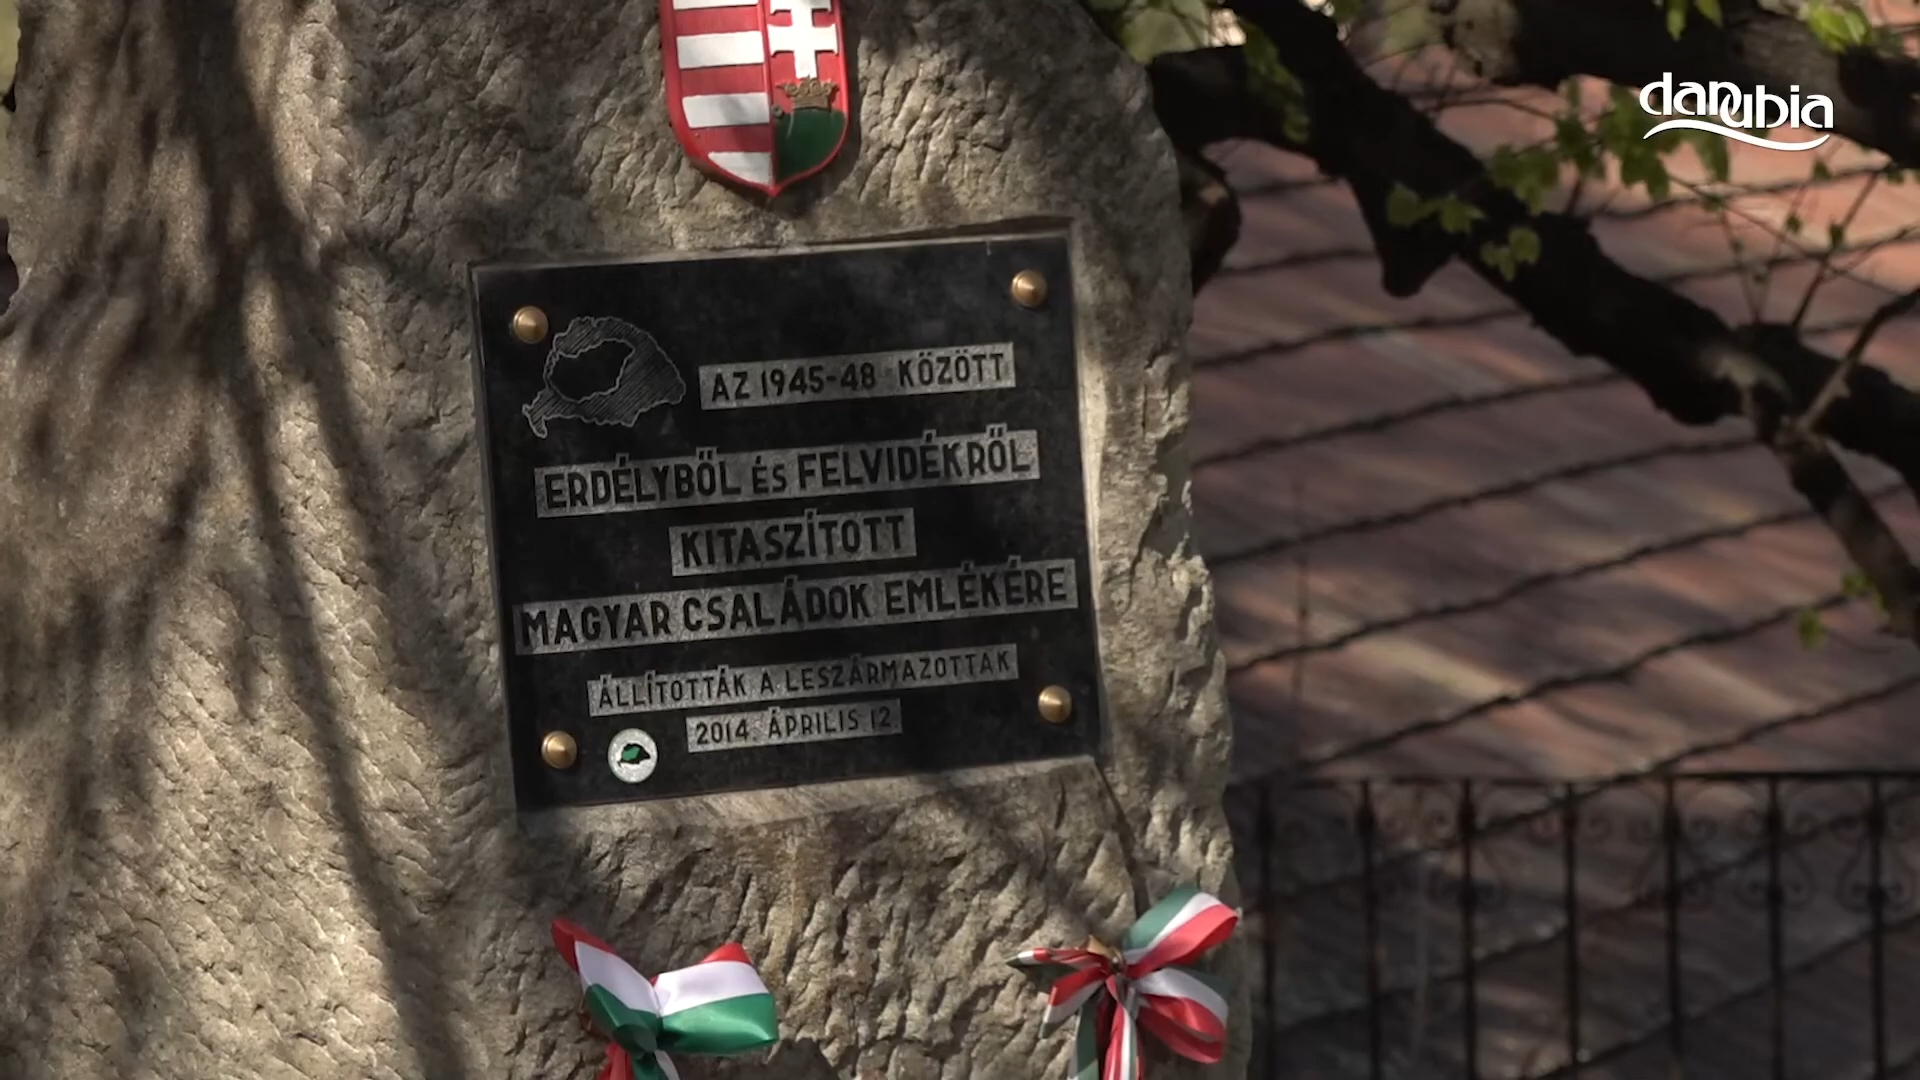 danubia
AZ 1945-48 KÖZÖTT
ERDÉLYBŐL ÉS FELVIDÉKRŐL
KITASZÍTOTT
MAGYAR CSALÁDOK EMLÉKÉRE
ÁLLÍTOTTÁK A LESZÁRMAZOTTAK
2014. ÁPRILIS 12.